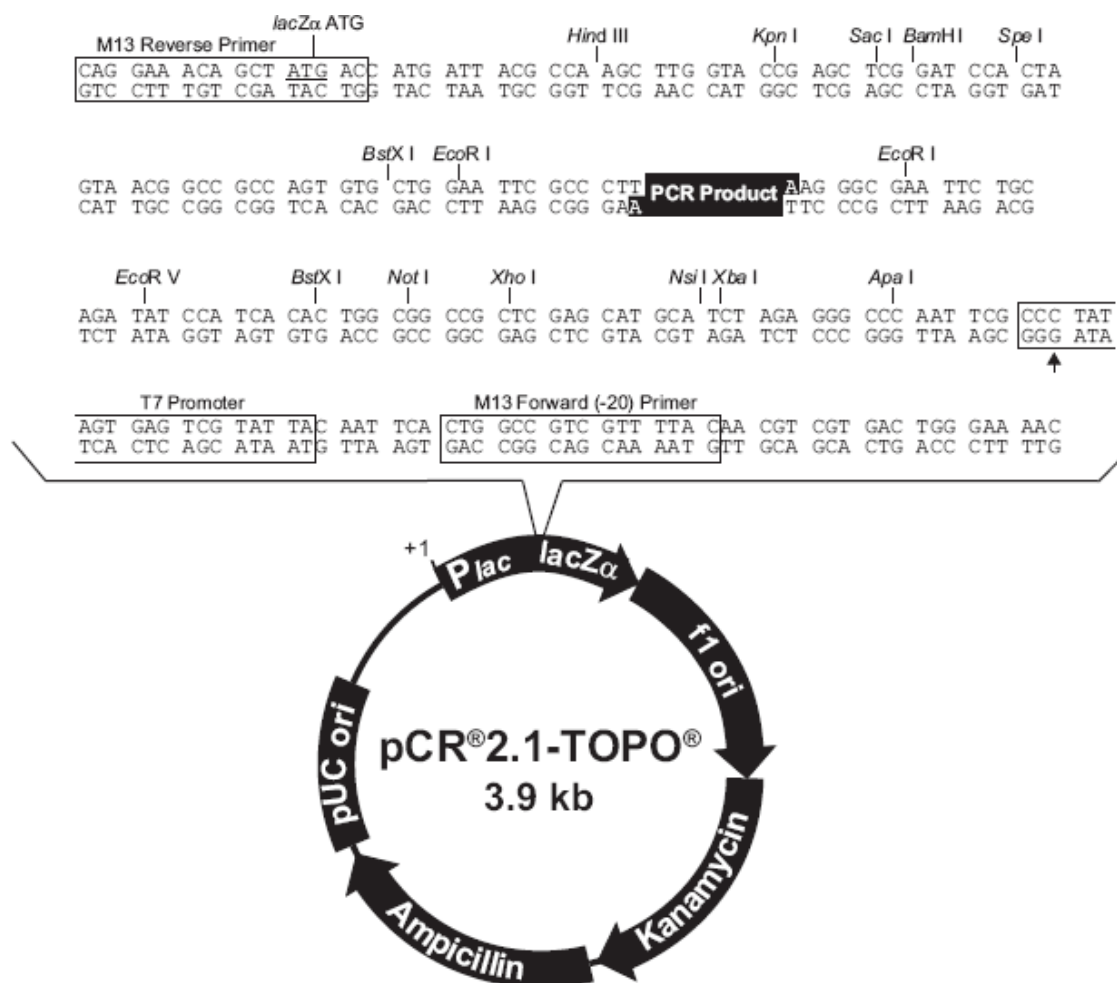 lacZα ATG
M13 Reverse Primer Hind III Kpn I Sac I BamH I Spe I
CAG GAA ACA GCT ATG ACC ATG ATT ACG CCA AGC TTG GTA CCG AGC TCG GAT CCA CTA
GTC CTT TGT CGA TAC TGG TAC TAA TGC GGT TCG AAC CAT GGC TCG AGC CTA GGT GAT
BstX I EcoR I EcoR I
GTA ACG GCC GCC AGT GTG CTG GAA TTC GCC CTT PCR Product AAG GGC GAA TTC TGC
CAT TGC CGG CGG TCA CAC GAC CTT AAG CGG GAA TTC CCG CTT AAG ACG
EcoR V BstX I Not I Xho I Nsi I Xba I Apa I
AGA TAT CCA TCA CAC TGG CGG CCG CTC GAG CAT GCA TCT AGA GGG CCC AAT TCG CCC TAT
TCT ATA GGT AGT GTG ACC GCC GGC GAG CTC GTA CGT AGA TCT CCC GGG TTA AGC GGG ATA
T7 Promoter M13 Forward (-20) Primer
AGT GAG TCG TAT TAC AAT TCA CTG GCC GTC GTT TTA CAA CGT CGT GAC TGG GAA AAC
TCA CTC AGC ATA ATG TTA AGT GAC CGG CAG CAA AAT GTT GCA GCA CTG ACC CTT TTG
+1
Plac lacZα
f1 ori
pUC ori
pCR®2.1-TOPO®
3.9 kb
Kanamycin
Ampicillin